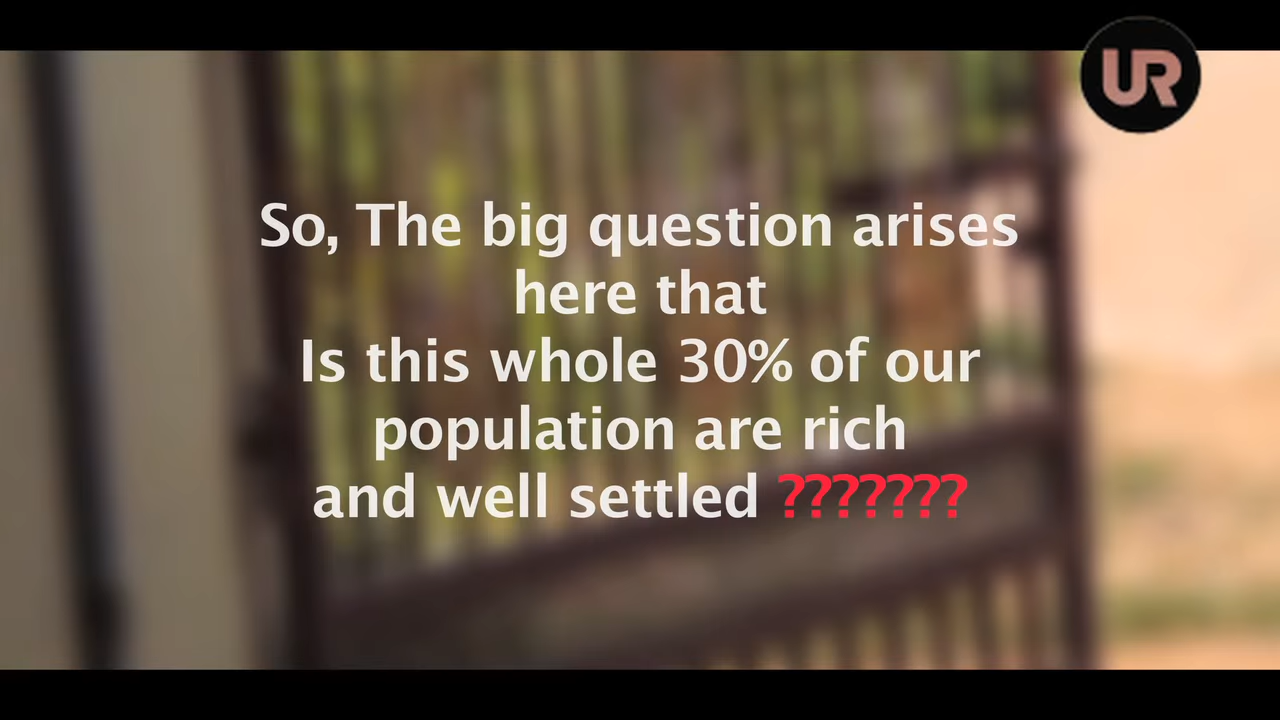 UR
So, The big question arises
here that
Is this whole 30% of our
population are rich
and well settled ???????